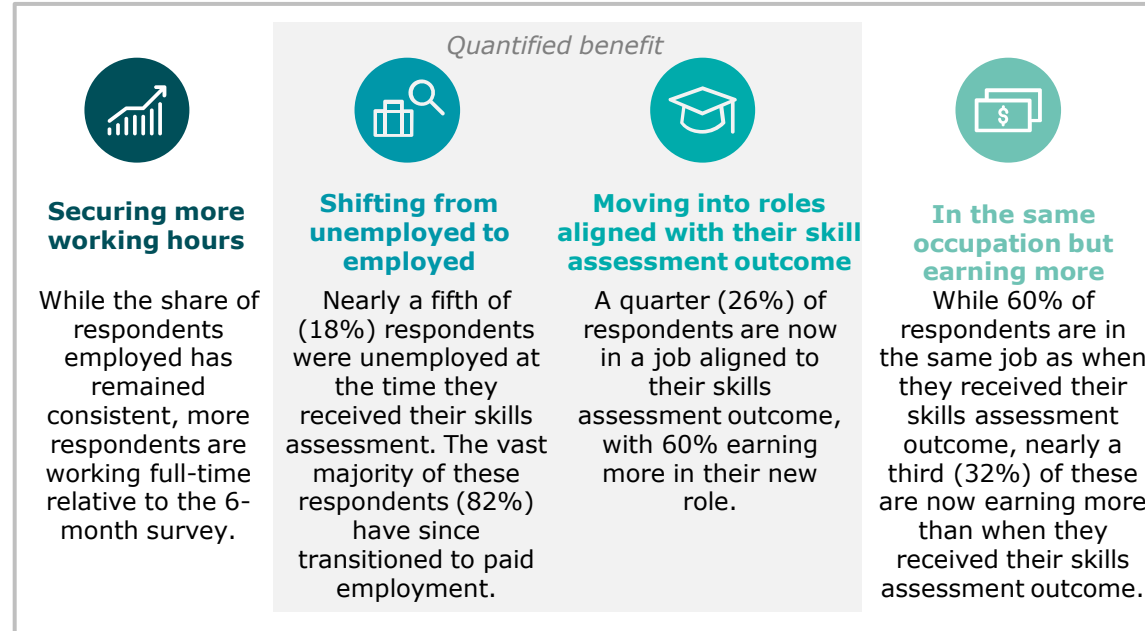 Quantified benefit
$
Securing more
working hours
While the share of
respondents
employed has
remained
consistent, more
respondents are
working full-time
relative to the 6-
month survey.
Shifting from
unemployed to
employed
Nearly a fifth of
(18%) respondents
were unemployed at
the time they
received their skills
assessment. The vast
majority of these
respondents (82%)
have since
transitioned to paid
employment.
Moving into roles
aligned with their skill
assessment outcome
A quarter (26%) of
respondents are now
in a job aligned to
their skills
assessment outcome,
with 60% earning
more in their new
role.
In the same
occupation but
earning more
While 60% of
respondents are in
the same job as when
they received their
skills assessment
outcome, nearly a
third (32%) of these
are now earning more
than when they
received their skills
assessment outcome.